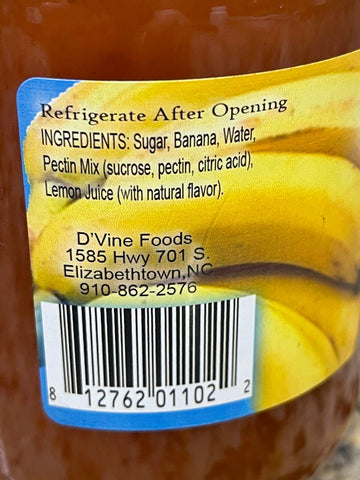 Refrigerate After Opening
INGREDIENTS: Sugar, Banana, Water,
Pectin Mix (sucrose, pectin, citric acid),
Lemon Juice (with natural flavor).
D'Vine Foods
1585 Hwy 701 S.
Elizabethtown,NC
910-862-2576
8 12762 01102 2